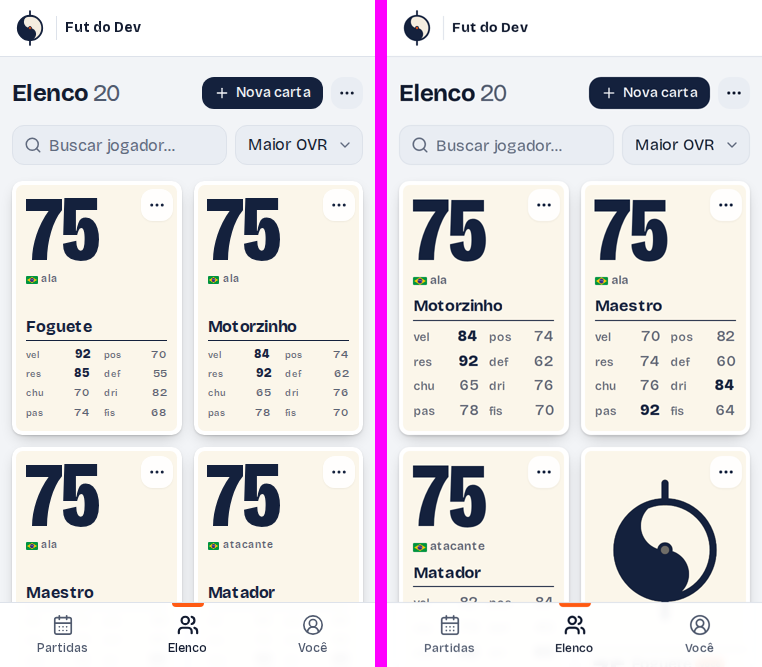 Fut do Dev
Elenco 20
+ Nova carta
Buscar jogador...
Maior OVR
75
ala
Foguete
vel 92 pos 70
res 85 def 55
chu 70 dri 82
pas 74 fis 68
75
ala
Motorzinho
vel 84 pos 74
res 92 def 62
chu 65 dri 76
pas 78 fis 70
75
ala
Maestro
75
atacante
Matador
Partidas
Elenco
Você
Fut do Dev
Elenco 20
+ Nova carta
Buscar jogador...
Maior OVR
75
ala
Motorzinho
vel 84 pos 74
res 92 def 62
chu 65 dri 76
pas 78 fis 70
75
ala
Maestro
vel 70 pos 82
res 74 def 60
chu 76 dri 84
pas 92 fis 64
75
atacante
Matador
Partidas
Elenco
Você